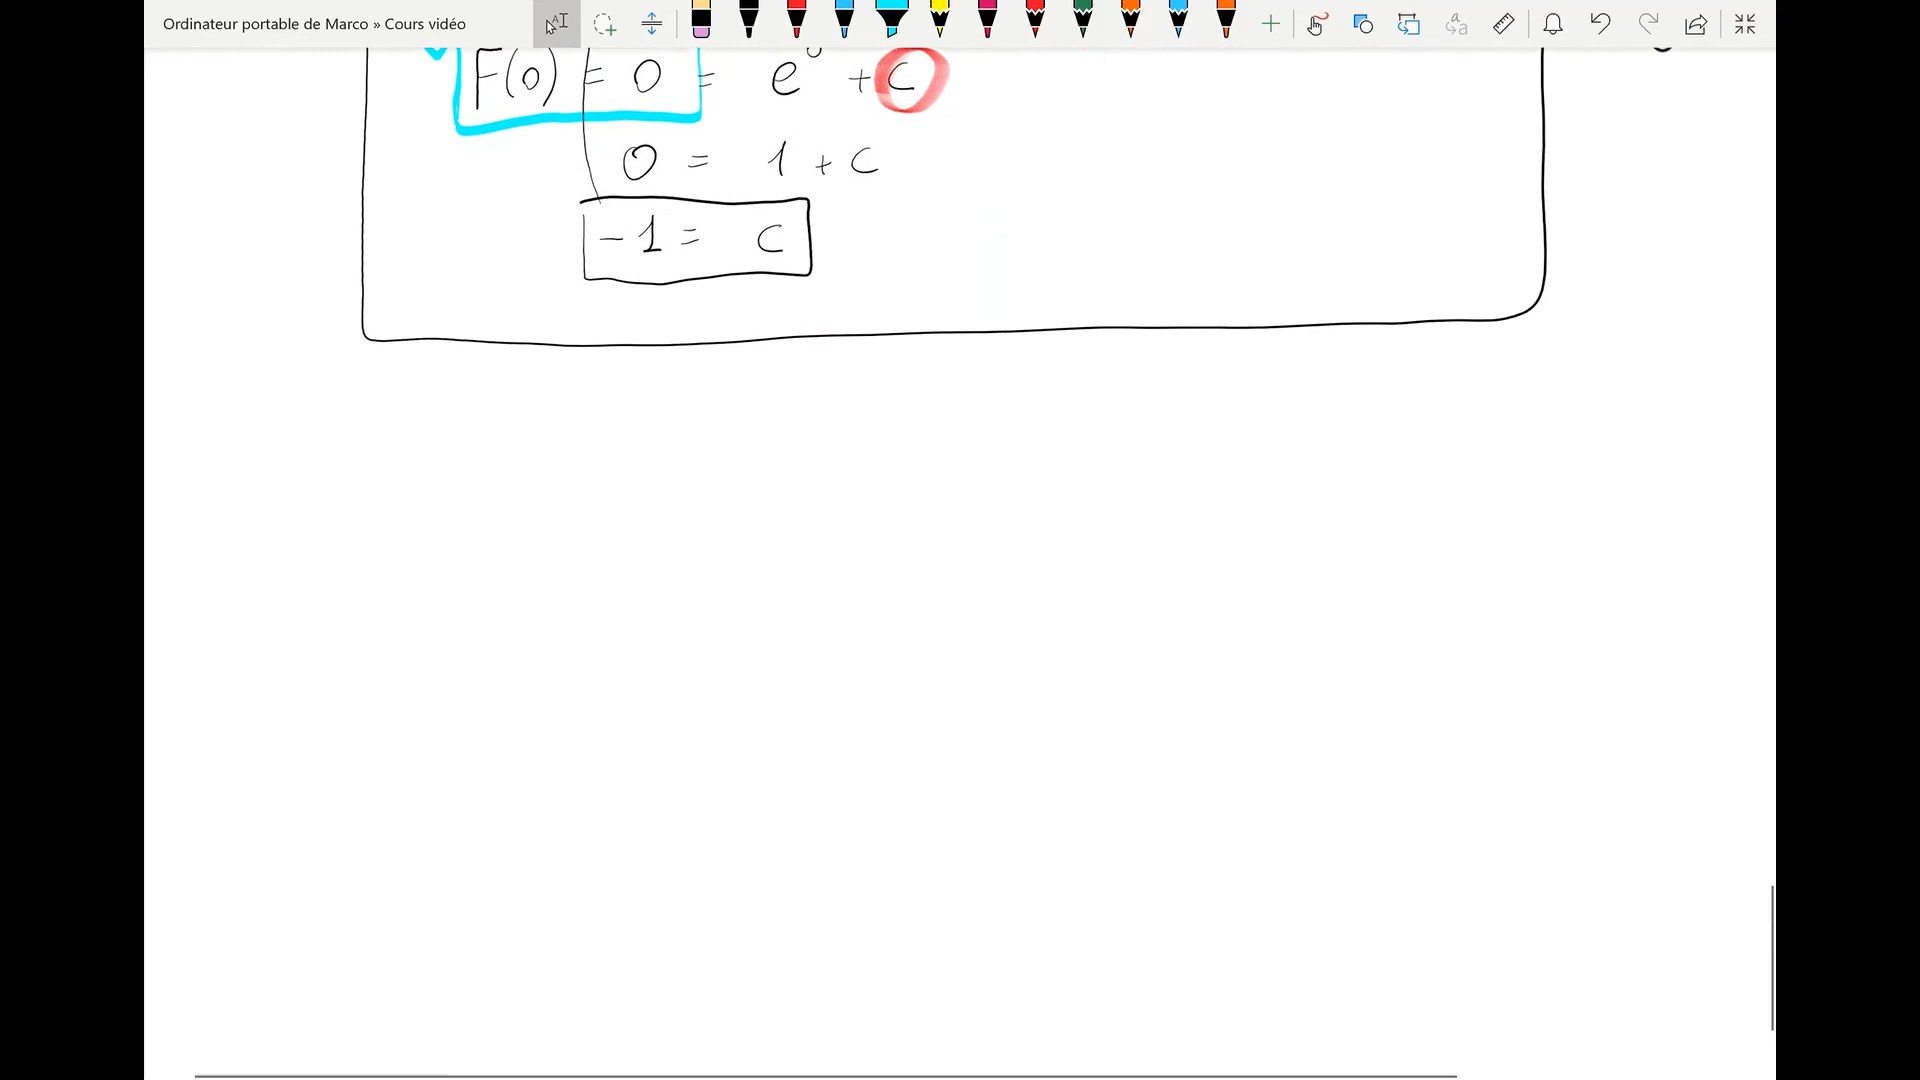 Ordinateur portable de Marco » Cours vidéo
F(0) = 0 = e⁰ + C
0 = 1 + C
-1 = C